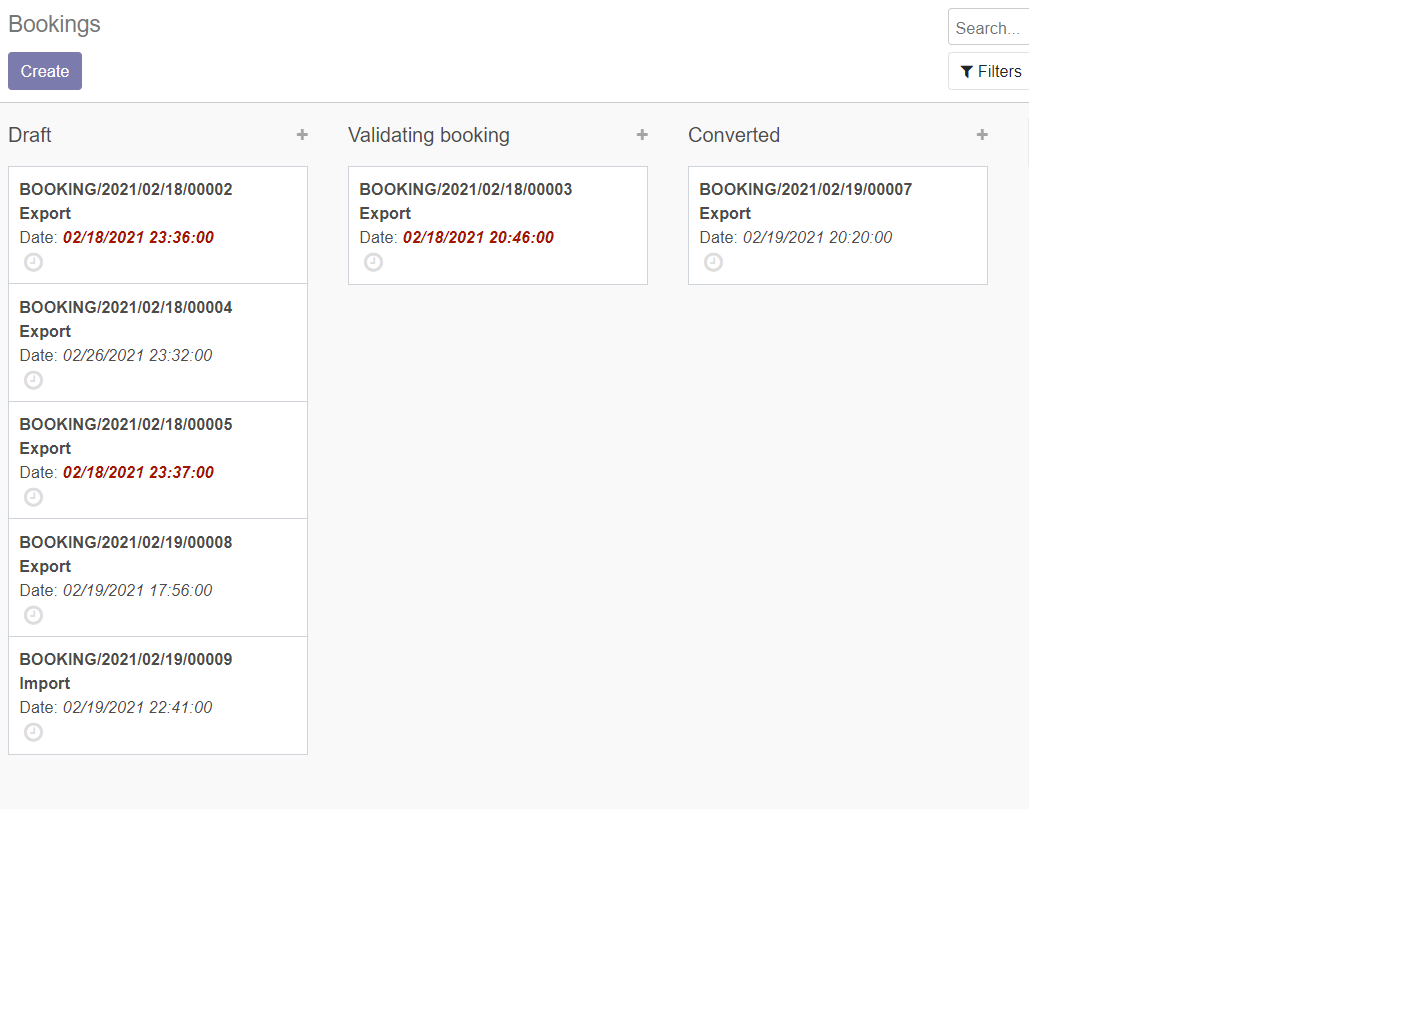 Bookings
Search...
Create
Filters
Draft
BOOKING/2021/02/18/00002
Export
Date: 02/18/2021 23:36:00
BOOKING/2021/02/18/00004
Export
Date: 02/26/2021 23:32:00
BOOKING/2021/02/18/00005
Export
Date: 02/18/2021 23:37:00
BOOKING/2021/02/19/00008
Export
Date: 02/19/2021 17:56:00
BOOKING/2021/02/19/00009
Import
Date: 02/19/2021 22:41:00
Validating booking
BOOKING/2021/02/18/00003
Export
Date: 02/18/2021 20:46:00
Converted
BOOKING/2021/02/19/00007
Export
Date: 02/19/2021 20:20:00